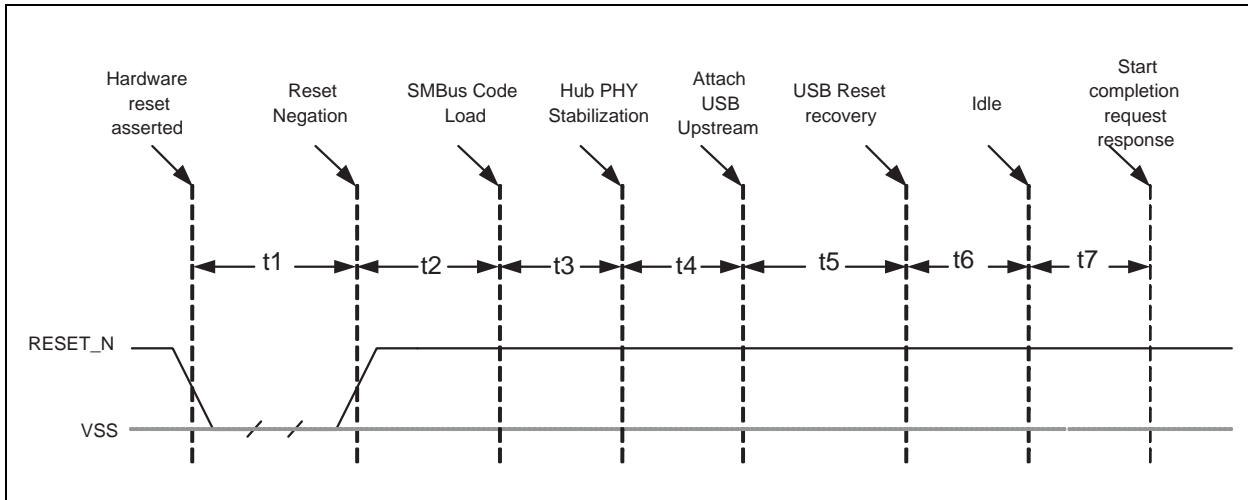 Hardware
reset
asserted
Reset
Negation
SMBus Code
Load
Hub PHY
Stabilization
Attach
USB
Upstream
USB Reset
recovery
Idle
Start
completion
request
response
t1
t2
t3
t4
t5
t6
t7
RESET_N
VSS